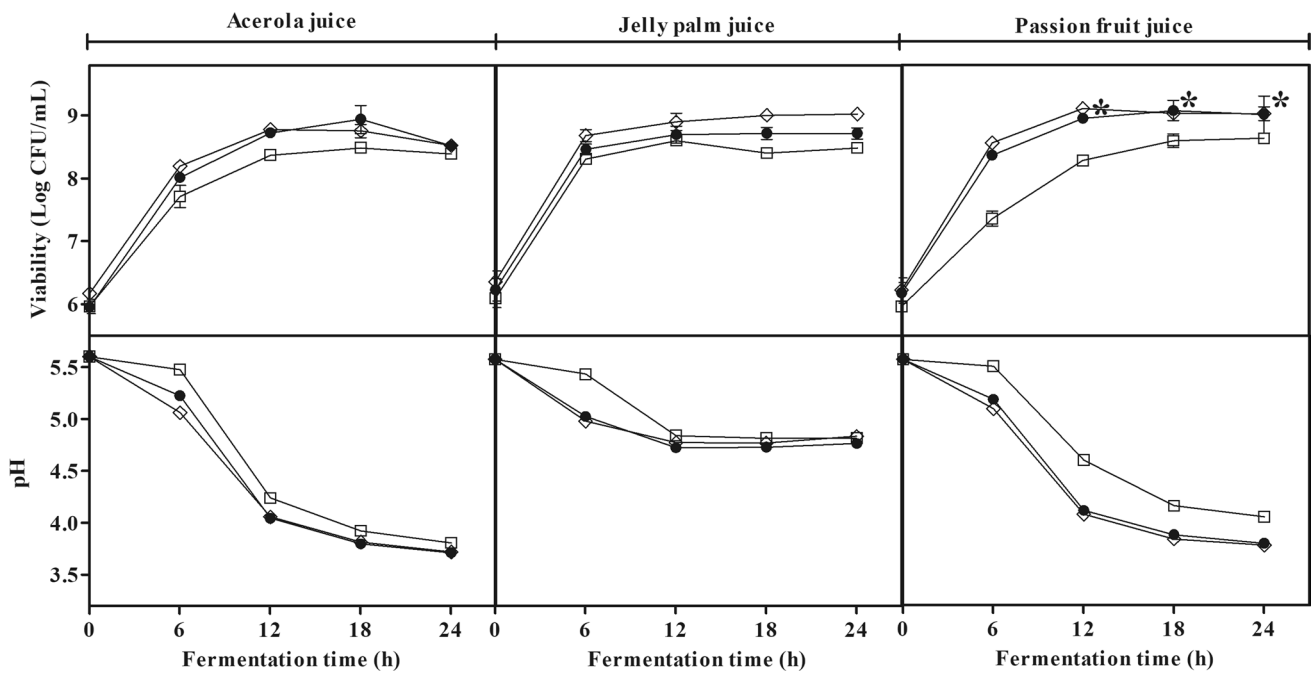 Acerola juice Jelly palm juice Passion fruit juice
Viability (Log CFU/mL)
9
8
7
6
* * *
pH
5.5
5.0
4.5
4.0
3.5
0 6 12 18 24 0 6 12 18 24 0 6 12 18 24
Fermentation time (h) Fermentation time (h) Fermentation time (h)